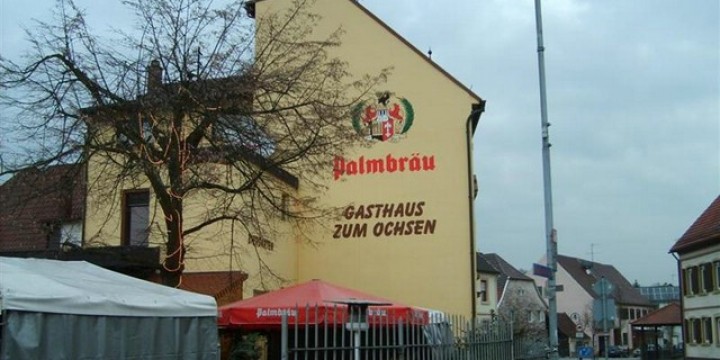 Palmbräu
GASTHAUS
ZUM OCHSEN
Palmbräu